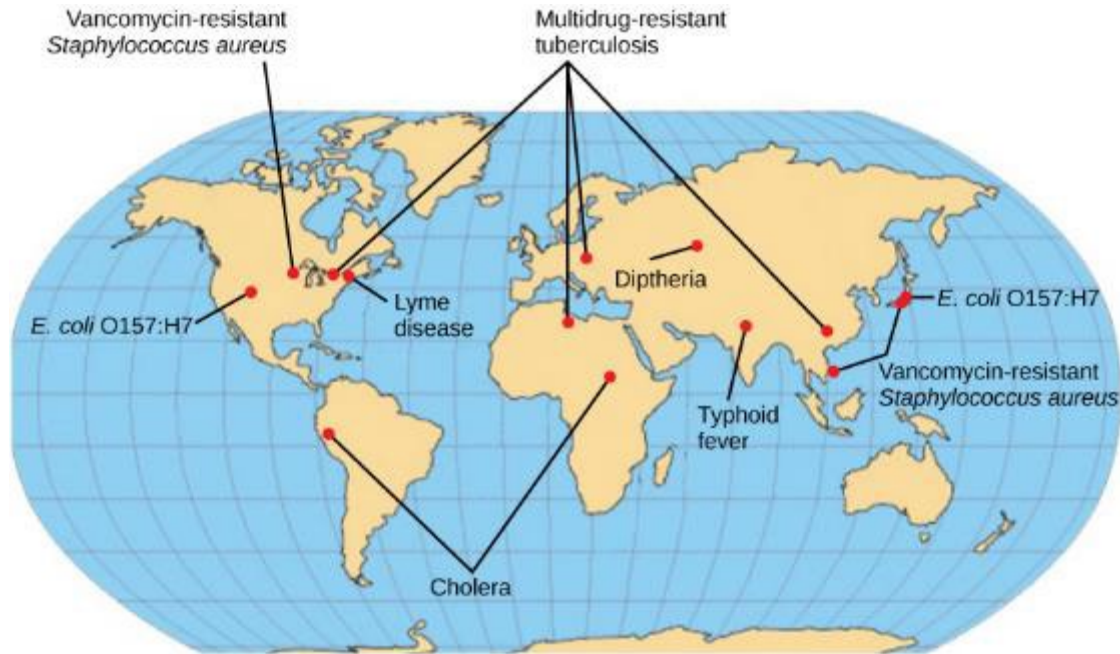 Vancomycin-resistant
Staphylococcus aureus
Multidrug-resistant
tuberculosis
Diptheria
E. coli O157:H7
Lyme
disease
E. coli O157:H7
Vancomycin-resistant
Staphylococcus aureus
Typhoid
fever
Cholera